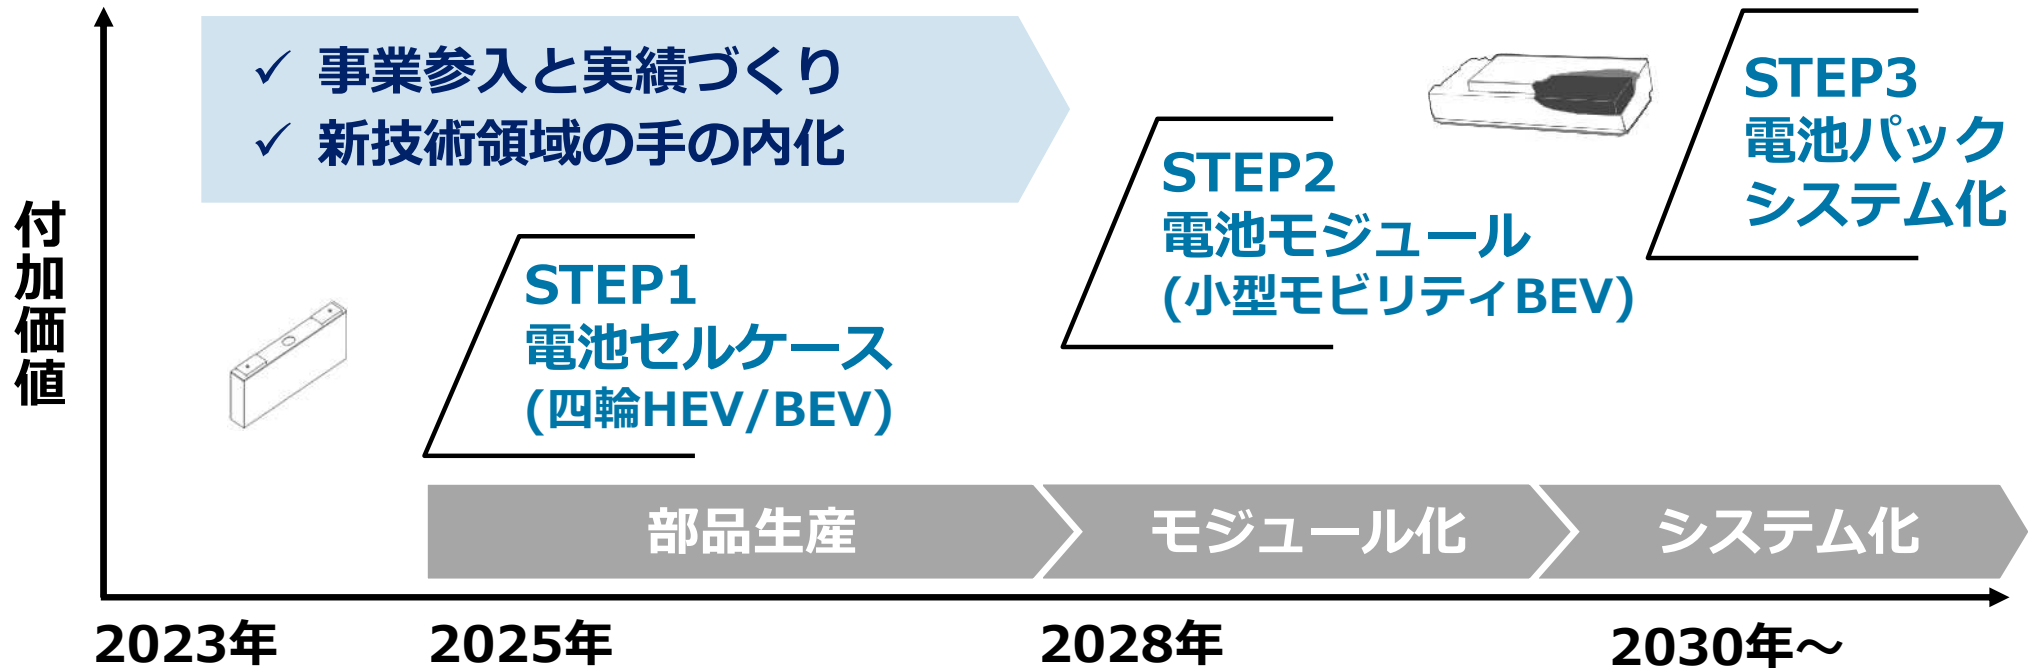 ✓ 事業参入と実績づくり
✓ 新技術領域の手の内化
付加価値
STEP1
電池セルケース
(四輪HEV/BEV)
STEP2
電池モジュール
(小型モビリティBEV)
STEP3
電池パック
システム化
部品生産
モジュール化
システム化
2023年
2025年
2028年
2030年～